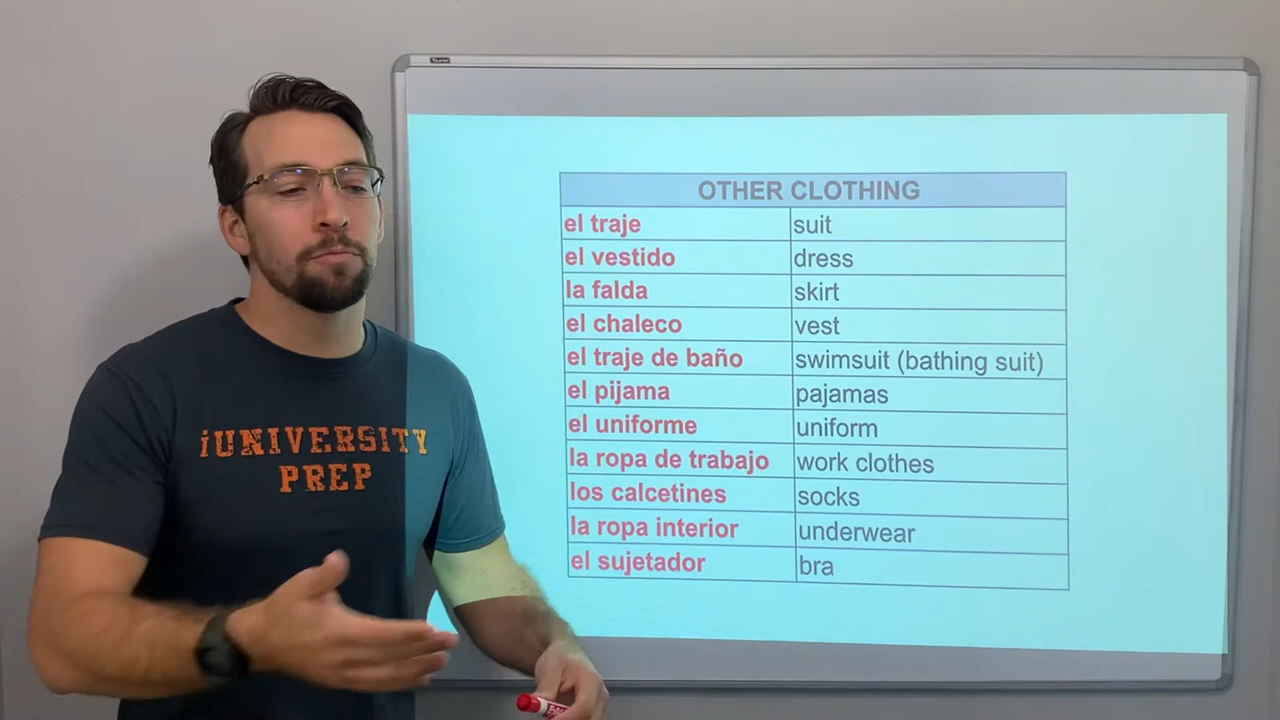 OTHER CLOTHING
el traje suit
el vestido dress
la falda skirt
el chaleco vest
el traje de baño swimsuit (bathing suit)
el pijama pajamas
el uniforme uniform
la ropa de trabajo work clothes
los calcetines socks
la ropa interior underwear
el sujetador bra
iUNIVERSITY
PREP